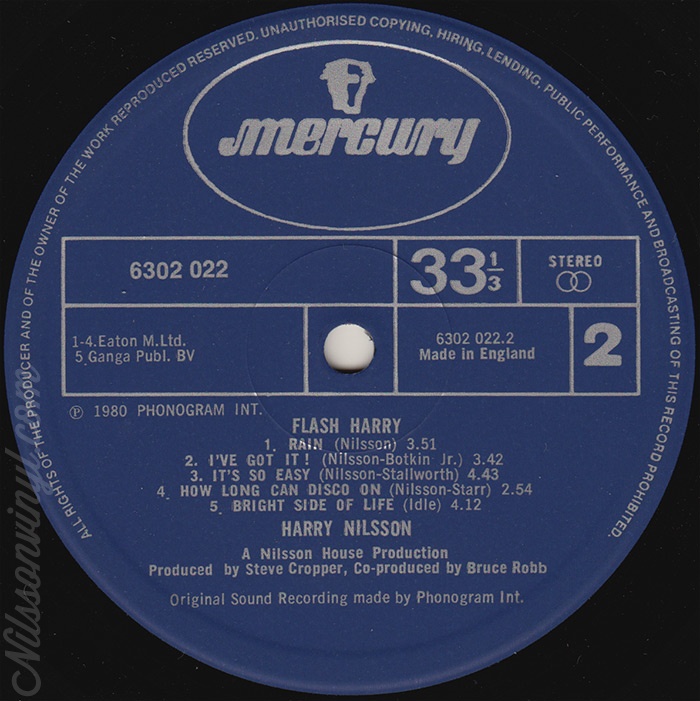 ALL RIGHTS OF THE PRODUCER AND OF THE OWNER OF THE WORK REPRODUCED RESERVED. UNAUTHORISED COPYING, HIRING, LENDING, PUBLIC PERFORMANCE AND BROADCASTING OF THIS RECORD PROHIBITED.
mercury
6302 022
33 1/3
STEREO
1-4.Eaton M.Ltd.
5.Ganga Publ. BV
6302 022.2
Made in England
2
℗ 1980 PHONOGRAM INT.
FLASH HARRY
1. RAIN (Nilsson) 3.51
2. I'VE GOT IT! (Nilsson-Botkin Jr.) 3.42
3. IT'S SO EASY (Nilsson-Stallworth) 4.43
4. HOW LONG CAN DISCO ON (Nilsson-Starr) 2.54
5. BRIGHT SIDE OF LIFE (Idle) 4.12
HARRY NILSSON
A Nilsson House Production
Produced by Steve Cropper, Co-produced by Bruce Robb
Original Sound Recording made by Phonogram Int.
Nilssonvinyl.com